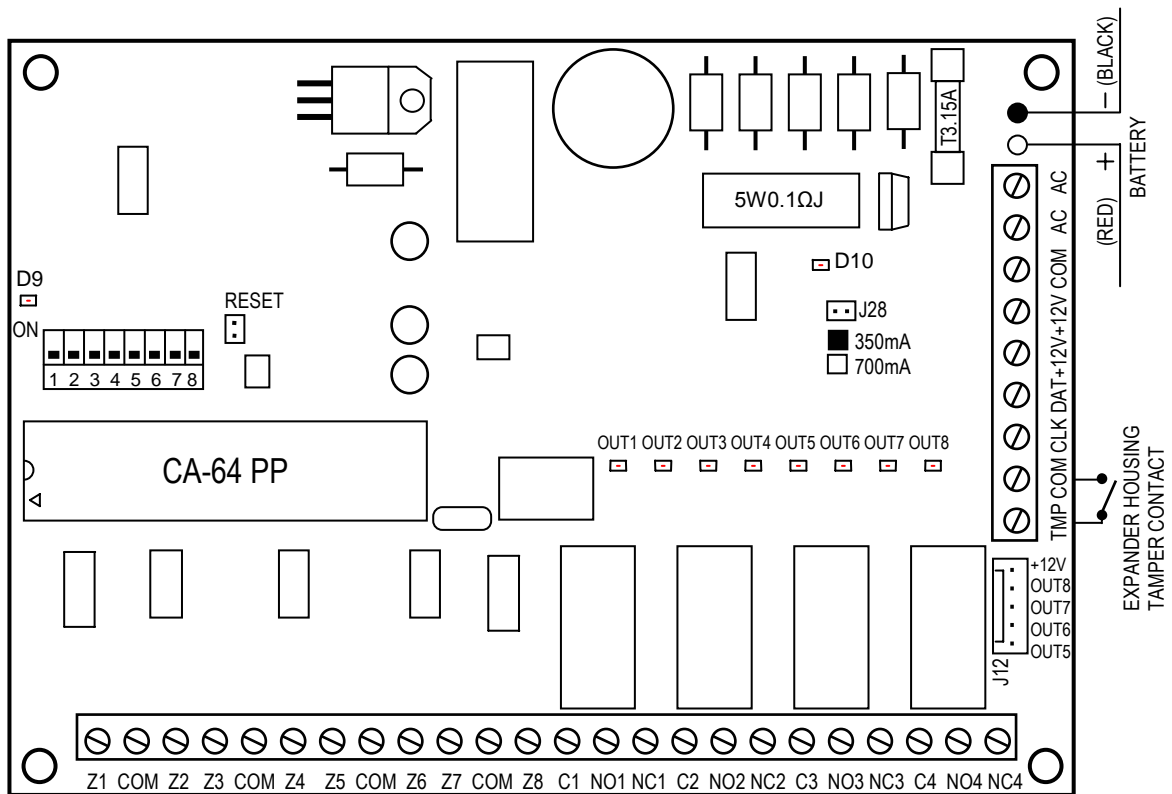 − (BLACK)
+
(RED)
BATTERY
T3.15A
5W0.1ΩJ
AC
AC
COM
+12V
+12V
DAT
CLK
COM
TMP
D9
RESET
D10
ON
J28
350mA
700mA
1 2 3 4 5 6 7 8
CA-64 PP
OUT1 OUT2 OUT3 OUT4 OUT5 OUT6 OUT7 OUT8
EXPANDER HOUSING
TAMPER CONTACT
+12V
OUT8
OUT7
OUT6
OUT5
J12
Z1 COM Z2 Z3 COM Z4 Z5 COM Z6 Z7 COM Z8 C1 NO1 NC1 C2 NO2 NC2 C3 NO3 NC3 C4 NO4 NC4